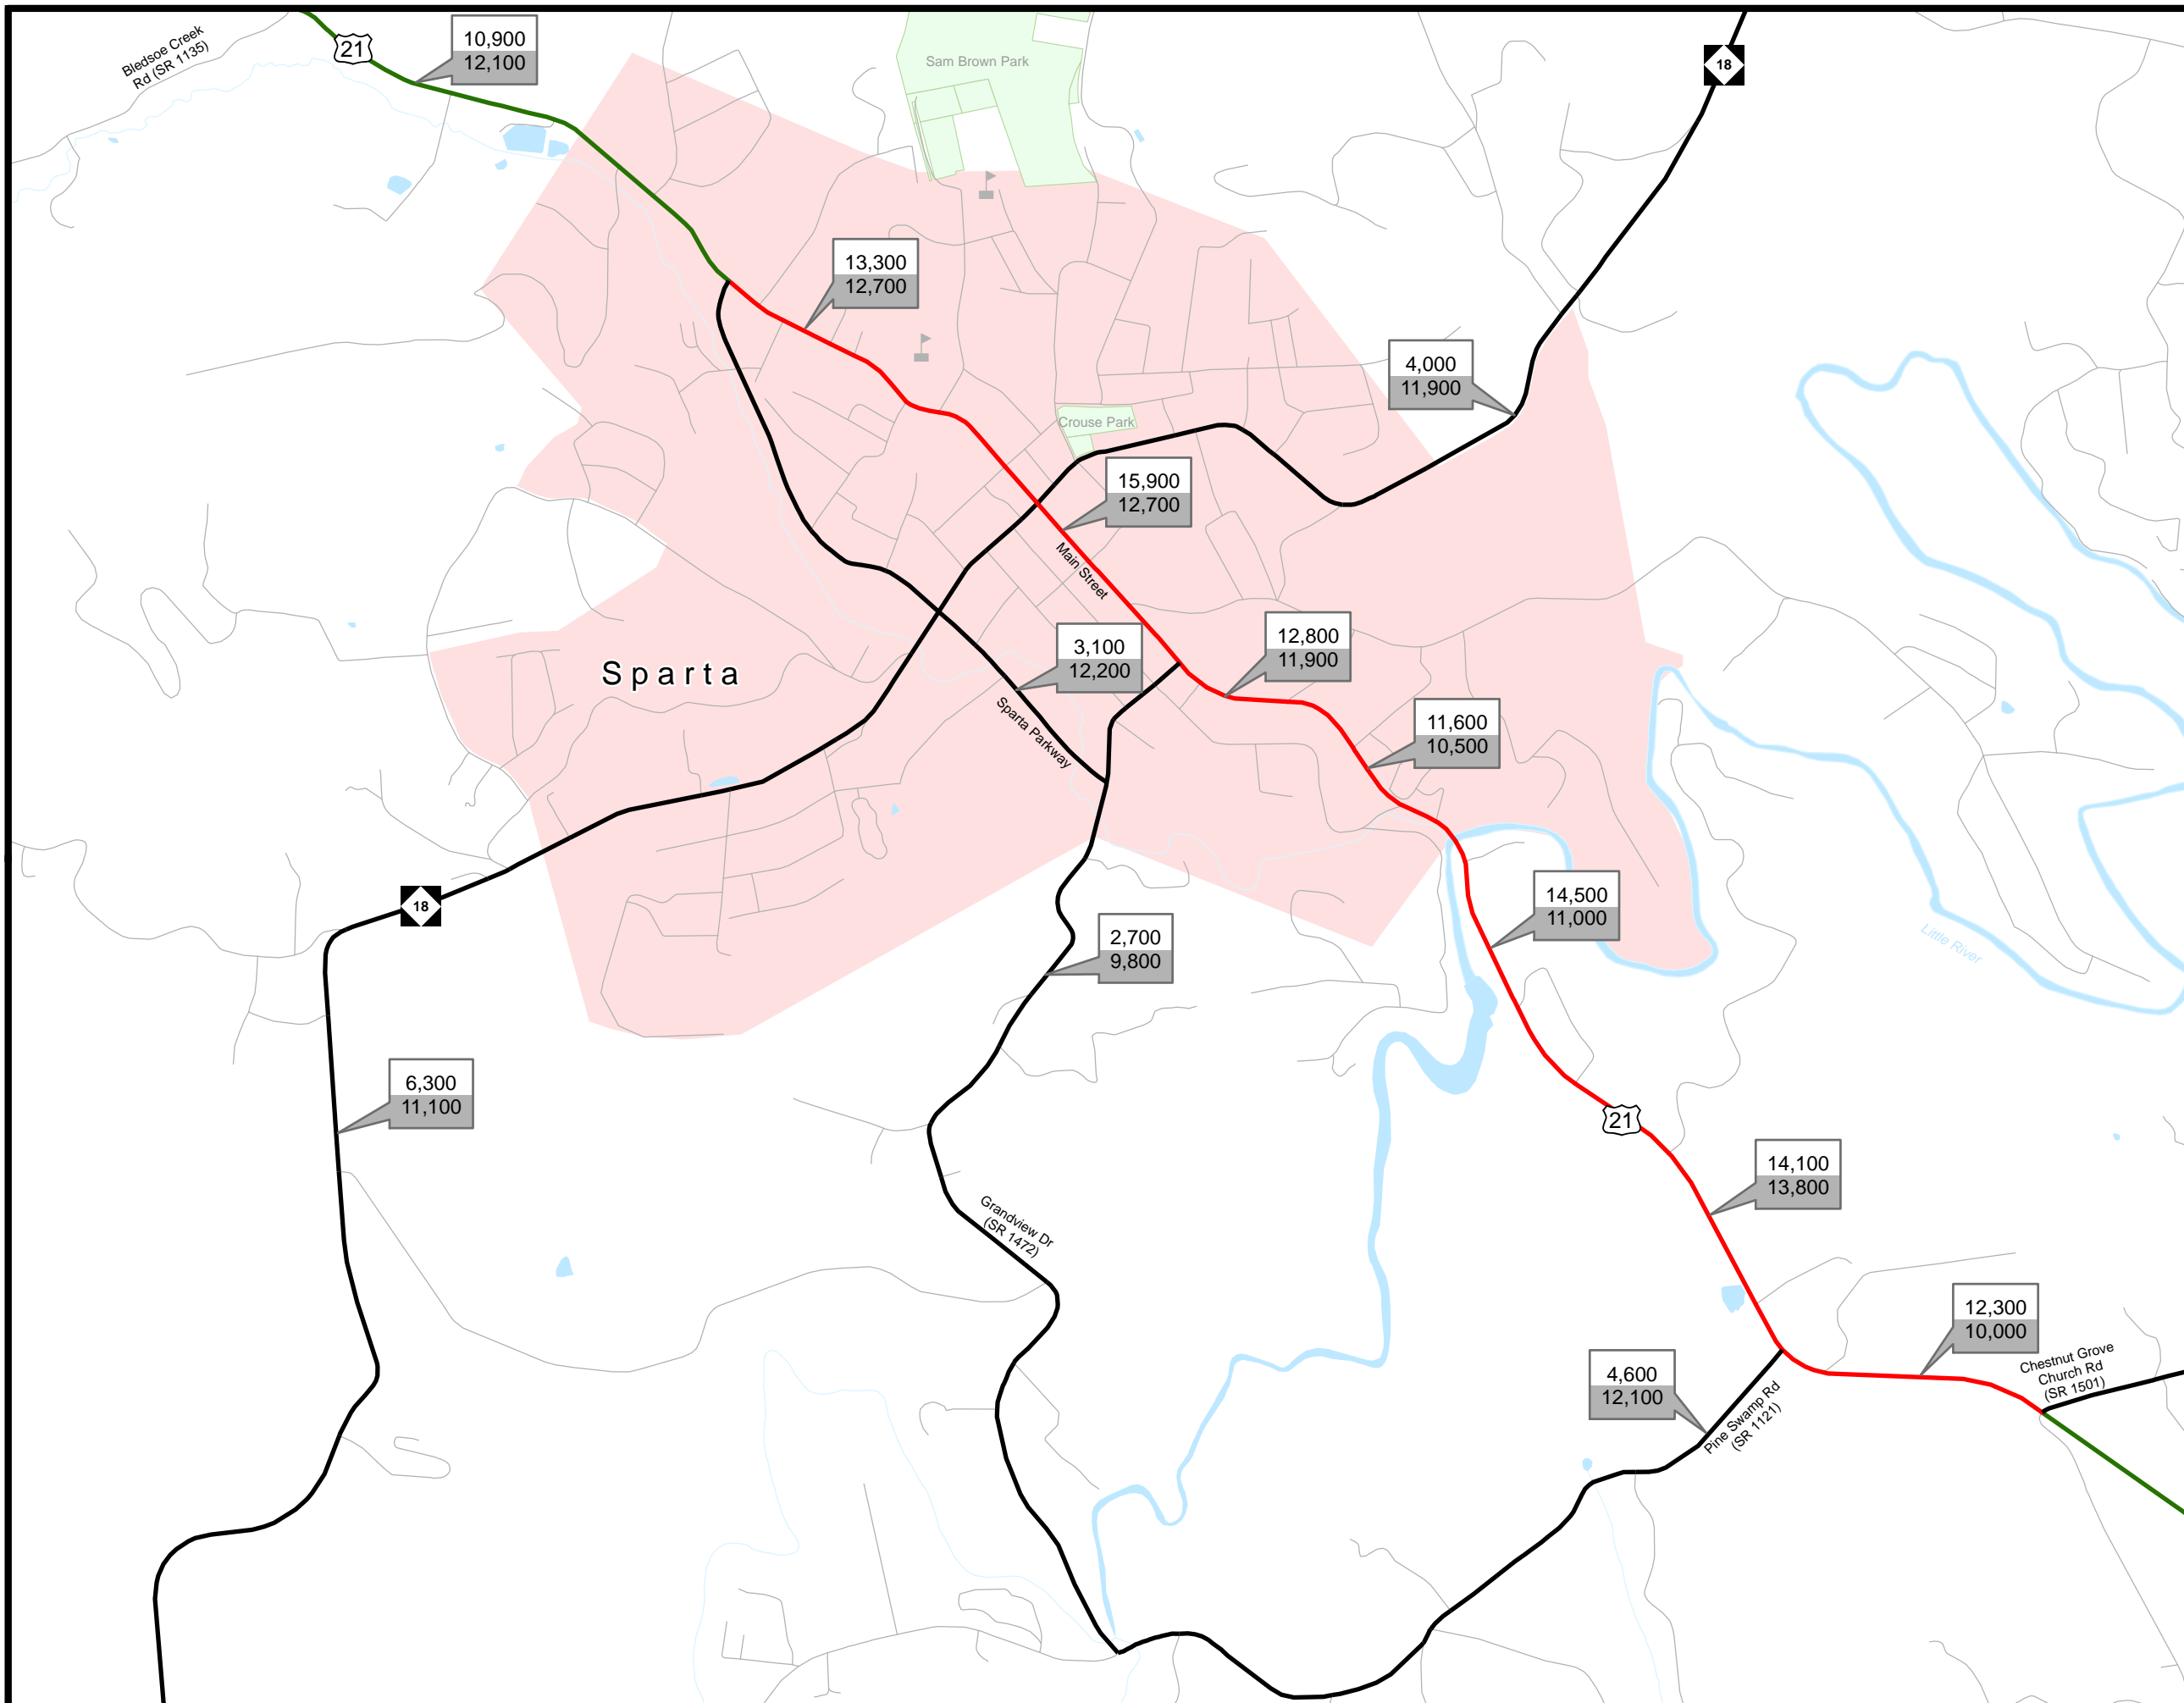 Bledsoe Creek
Rd (SR 1135)
21
10,900
12,100
Sam Brown Park
18
13,300
12,700
4,000
11,900
Crouse Park
15,900
12,700
Main Street
12,800
11,900
3,100
12,200
Sparta
Sparta Parkway
11,600
10,500
18
14,500
11,000
2,700
9,800
Little River
6,300
11,100
21
14,100
13,800
Grandview Dr
(SR 1472)
12,300
10,000
Chestnut Grove
Church Rd
(SR 1501)
4,600
12,100
Pine Swamp Rd
(SR 1121)